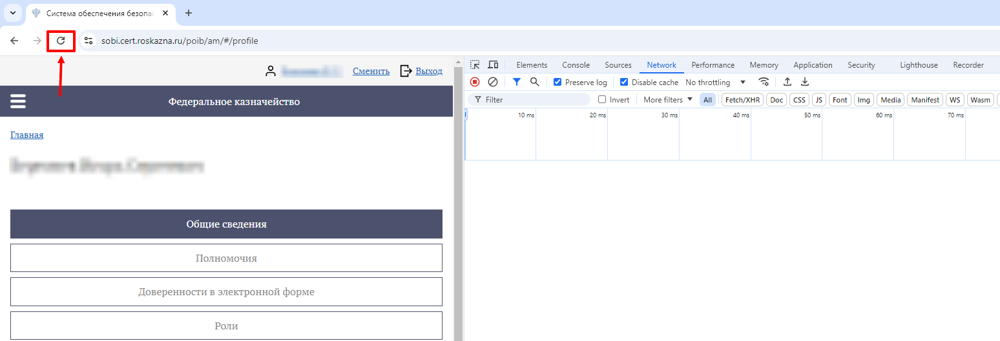 Система обеспечения безопас
sobi.cert.roskazna.ru/poib/am/#/profile
Сменить Выход
Федеральное казначейство
Главная
Общие сведения
Полномочия
Доверенности в электронной форме
Роли
Elements Console Sources Network Performance Memory Application Security Lighthouse Recorder
Preserve log Disable cache No throttling
Filter Invert More filters All Fetch/XHR Doc CSS JS Font Img Media Manifest WS Wasm
10 ms 20 ms 30 ms 40 ms 50 ms 60 ms 70 ms